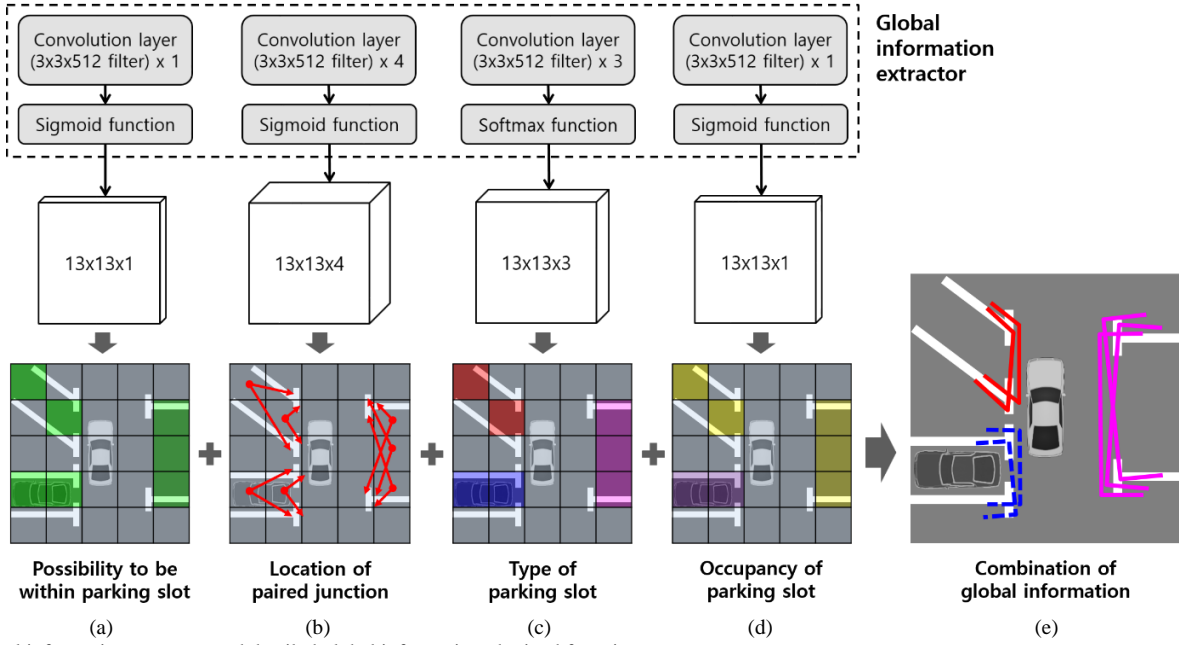 Convolution layer
(3x3x512 filter) x 1
Sigmoid function
13x13x1
Convolution layer
(3x3x512 filter) x 4
Sigmoid function
13x13x4
Convolution layer
(3x3x512 filter) x 3
Softmax function
13x13x3
Convolution layer
(3x3x512 filter) x 1
Sigmoid function
13x13x1
Global
information
extractor
Possibility to be
within parking slot
(a)
Location of
paired junction
(b)
Type of
parking slot
(c)
Occupancy of
parking slot
(d)
Combination of
global information
(e)